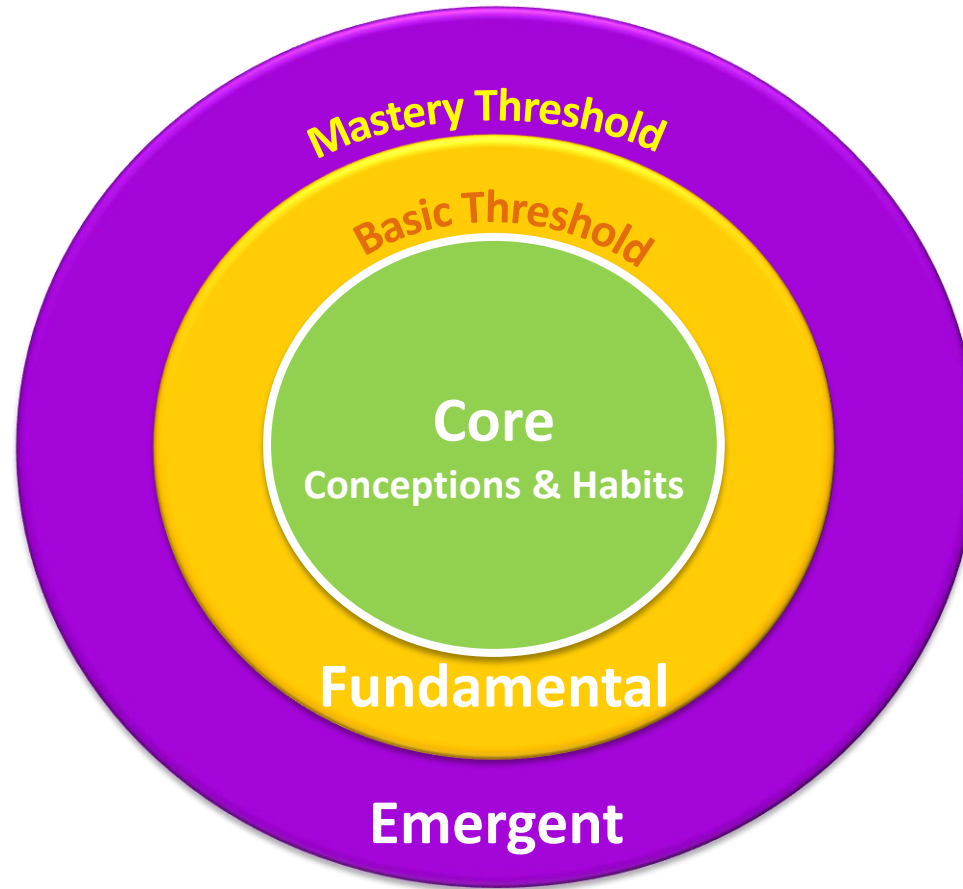 Mastery Threshold
Basic Threshold
Core
Conceptions & Habits
Fundamental
Emergent